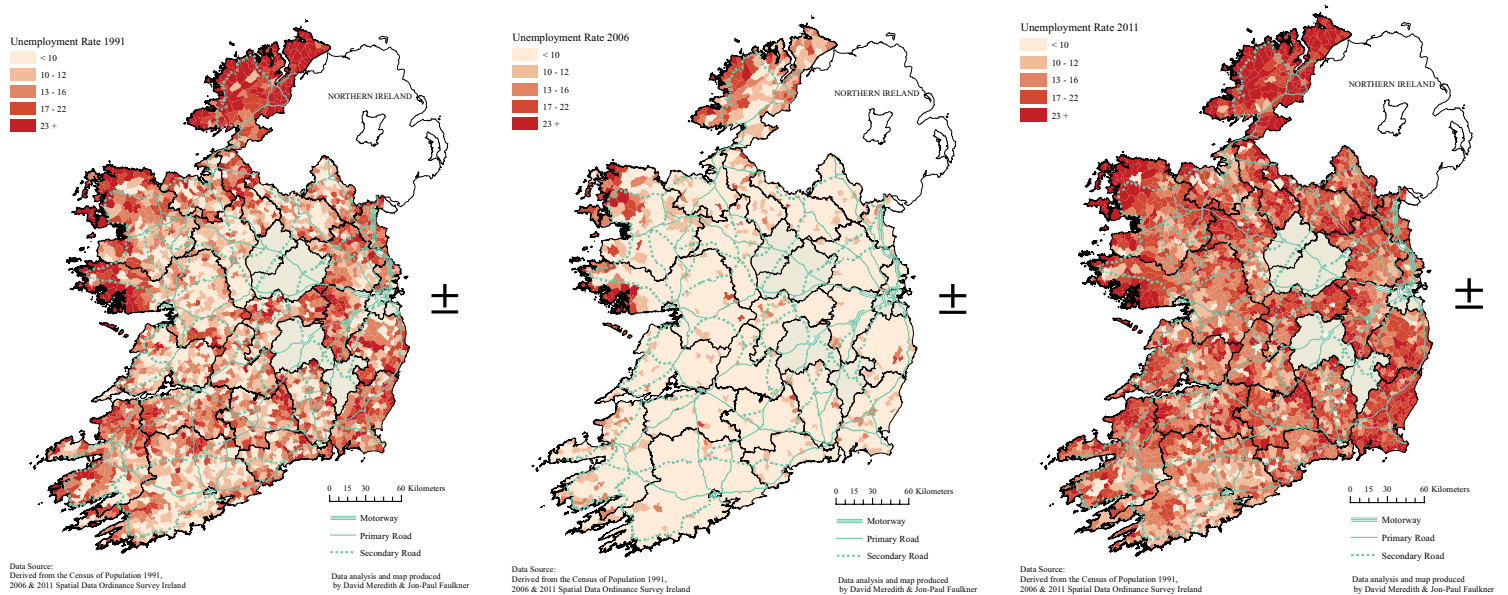 Unemployment Rate 1991
< 10
10 - 12
13 - 16
17 - 22
23 +
NORTHERN IRELAND
±
0 15 30 60 Kilometers
Motorway
Primary Road
Secondary Road
Data Source:
Derived from the Census of Population 1991,
2006 & 2011 Spatial Data Ordinance Survey Ireland
Data analysis and map produced
by David Meredith & Jon-Paul Faulkner
Unemployment Rate 2006
< 10
10 - 12
13 - 16
17 - 22
23 +
NORTHERN IRELAND
±
0 15 30 60 Kilometers
Motorway
Primary Road
Secondary Road
Data Source:
Derived from the Census of Population 1991,
2006 & 2011 Spatial Data Ordinance Survey Ireland
Data analysis and map produced
by David Meredith & Jon-Paul Faulkner
Unemployment Rate 2011
< 10
10 - 12
13 - 16
17 - 22
23 +
NORTHERN IRELAND
±
0 15 30 60 Kilometers
Motorway
Primary Road
Secondary Road
Data Source:
Derived from the Census of Population 1991,
2006 & 2011 Spatial Data Ordinance Survey Ireland
Data analysis and map produced
by David Meredith & Jon-Paul Faulkner